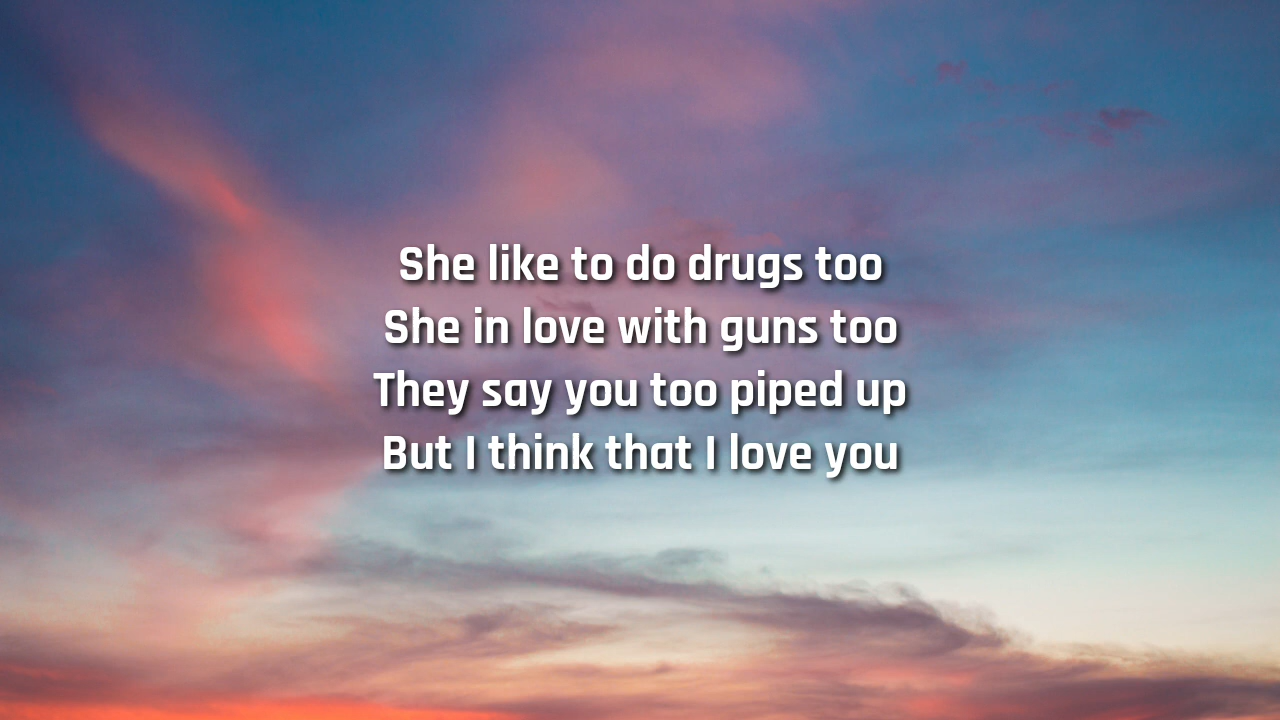 She like to do drugs too
She in love with guns too
They say you too piped up
But I think that I love you